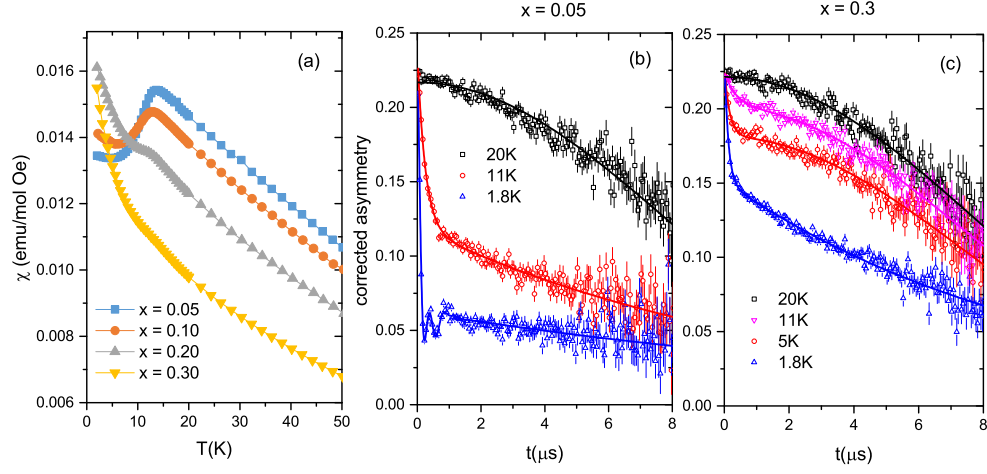 x = 0.05
x = 0.3
(a)
0.016
0.014
0.012
0.010
0.008
0.006
χ (emu/mol Oe)
x = 0.05
x = 0.10
x = 0.20
x = 0.30
0 10 20 30 40 50
T(K)
(b)
0.25
0.20
0.15
0.10
0.05
0.00
corrected asymmetry
20K
11K
1.8K
0 2 4 6 8
t(μs)
(c)
0.25
0.20
0.15
0.10
0.05
0.00
20K
11K
5K
1.8K
0 2 4 6 8
t(μs)